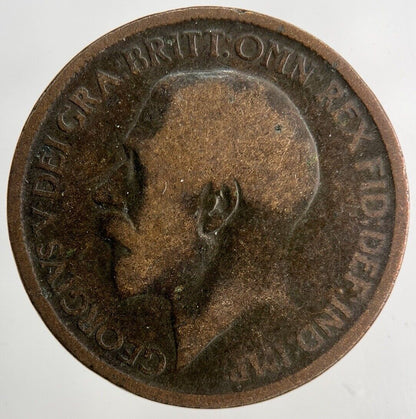 GEORGIVS V DEI GRA: BRITT: OMN: REX FID: DEF: IND: IMP: